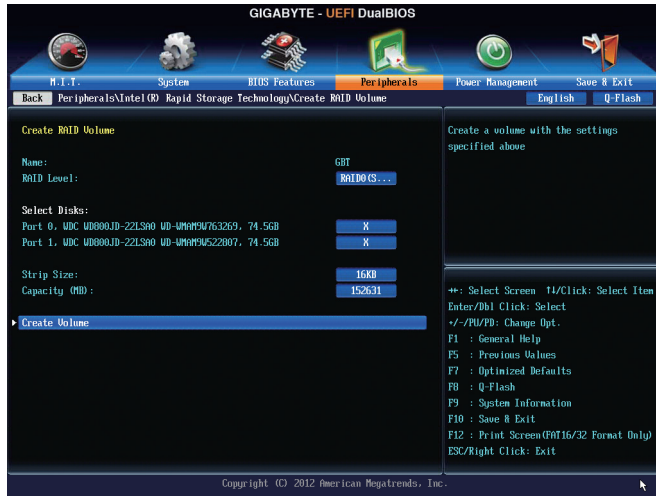 GIGABYTE - UEFI DualBIOS
M.I.T. System BIOS Features Peripherals Power Management Save & Exit
Back Peripherals\Intel(R) Rapid Storage Technology\Create RAID Volume English Q-Flash
Create RAID Volume
Name: GBT
RAID Level: RAID0(S...
Select Disks:
Port 0, WDC WD800JD-22LSA0 WD-WMAM9W763269, 74.5GB X
Port 1, WDC WD800JD-22LSA0 WD-WMAM9W522807, 74.5GB X
Strip Size: 16KB
Capacity (MB): 152631
Create Volume
Create a volume with the settings
specified above
→←: Select Screen ↑↓/Click: Select Item
Enter/Dbl Click: Select
+/-/PU/PD: Change Opt.
F1 : General Help
F5 : Previous Values
F7 : Optimized Defaults
F8 : Q-Flash
F9 : System Information
F10 : Save & Exit
F12 : Print Screen(FAT16/32 Format Only)
ESC/Right Click: Exit
Copyright (C) 2012 American Megatrends, Inc.